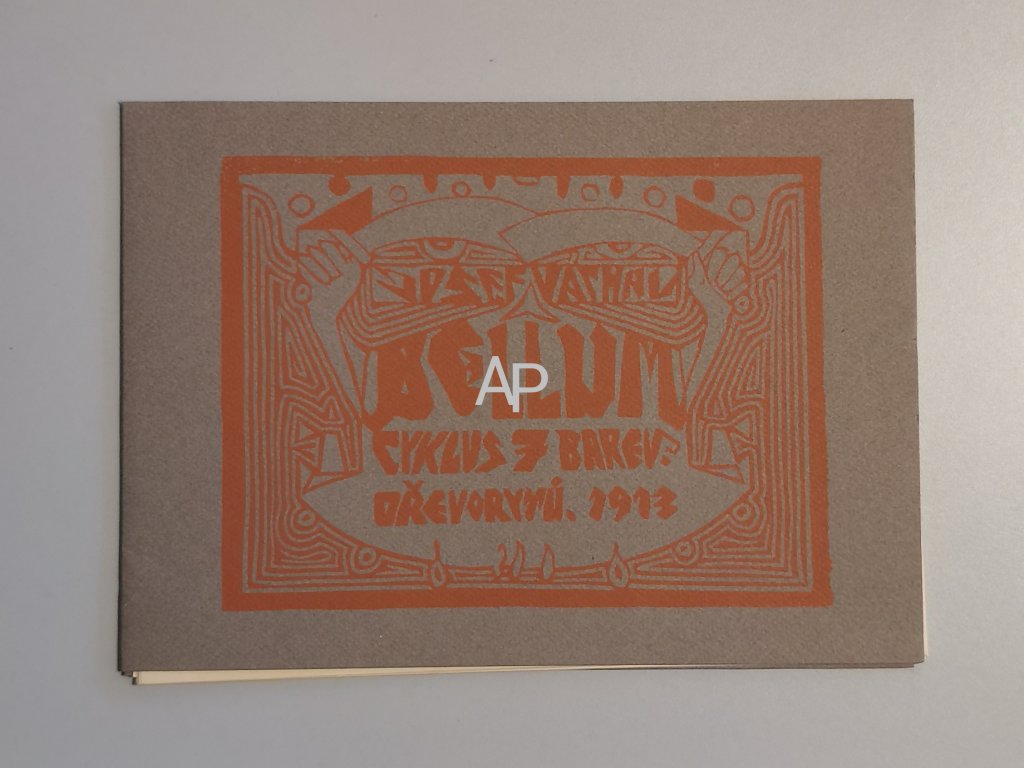 JOSEF VÁCHAL
BELLUM
AP
CYKLUS 7 BAREV:
DŘEVORYTŮ. 1913